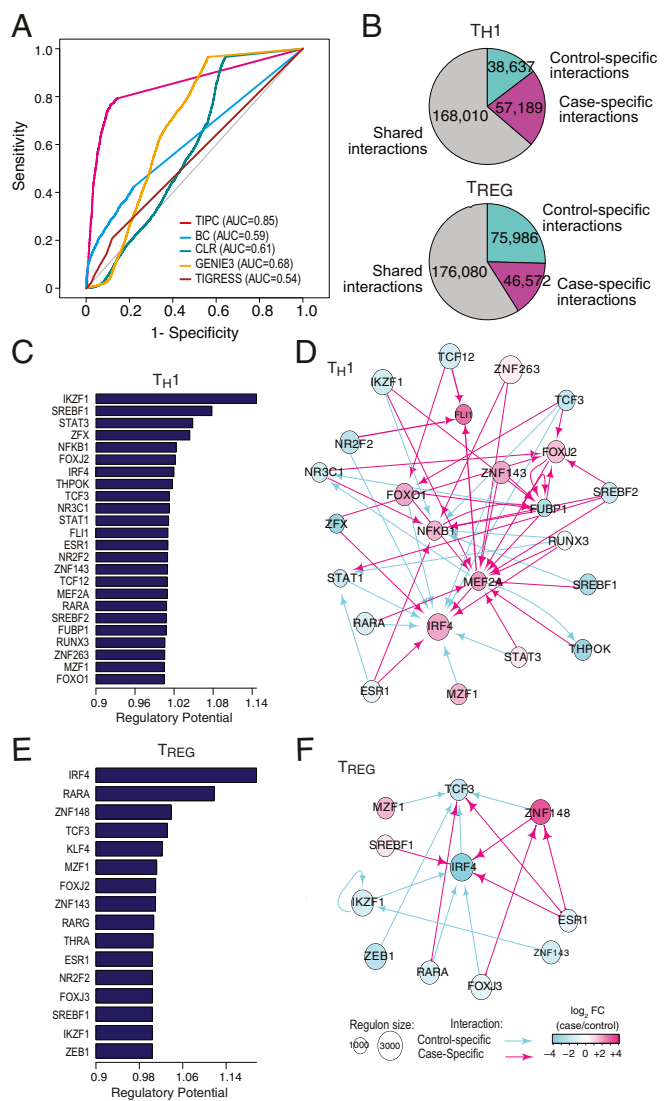 A
Sensitivity
1.0
0.8
0.6
0.4
0.2
0
0
0.2
0.4
0.6
0.8
1.0
1- Specificity
TIPC (AUC=0.85)
BC (AUC=0.59)
CLR (AUC=0.61)
GENIE3 (AUC=0.68)
TIGRESS (AUC=0.54)
B
TH1
38,637
Control-specific
interactions
57,189
Case-specific
interactions
168,010
Shared
interactions
TREG
75,986
Control-specific
interactions
176,080
Shared
interactions
46,572
Case-specific
interactions
C
TH1
IKZF1
SREBF1
STAT3
ZFX
NFKB1
FOXJ2
IRF4
THPOK
TCF3
NR3C1
STAT1
FLI1
ESR1
NR2F2
ZNF143
TCF12
MEF2A
RARA
SREBF2
FUBP1
RUNX3
ZNF263
MZF1
FOXO1
0.9
0.96
1.02
1.08
1.14
Regulatory Potential
D
TH1
TCF12
ZNF263
IKZF1
TCF3
FLI1
NR2F2
FOXJ2
NR3C1
ZNF143
FOXO1
SREBF2
FUBP1
ZFX
NFKB1
RUNX3
STAT1
MEF2A
SREBF1
RARA
IRF4
THPOK
STAT3
ESR1
MZF1
E
TREG
IRF4
RARA
ZNF148
TCF3
KLF4
MZF1
FOXJ2
ZNF143
RARG
THRA
ESR1
NR2F2
FOXJ3
SREBF1
IKZF1
ZEB1
0.9
0.98
1.06
1.14
Regulatory Potential
F
TREG
TCF3
MZF1
ZNF148
SREBF1
IRF4
IKZF1
ESR1
ZEB1
ZNF143
RARA
FOXJ3
Regulon size:
1000
3000
Interaction:
Control-specific
Case-Specific
log2 FC
(case/control)
−4 −2 0 +2 +4